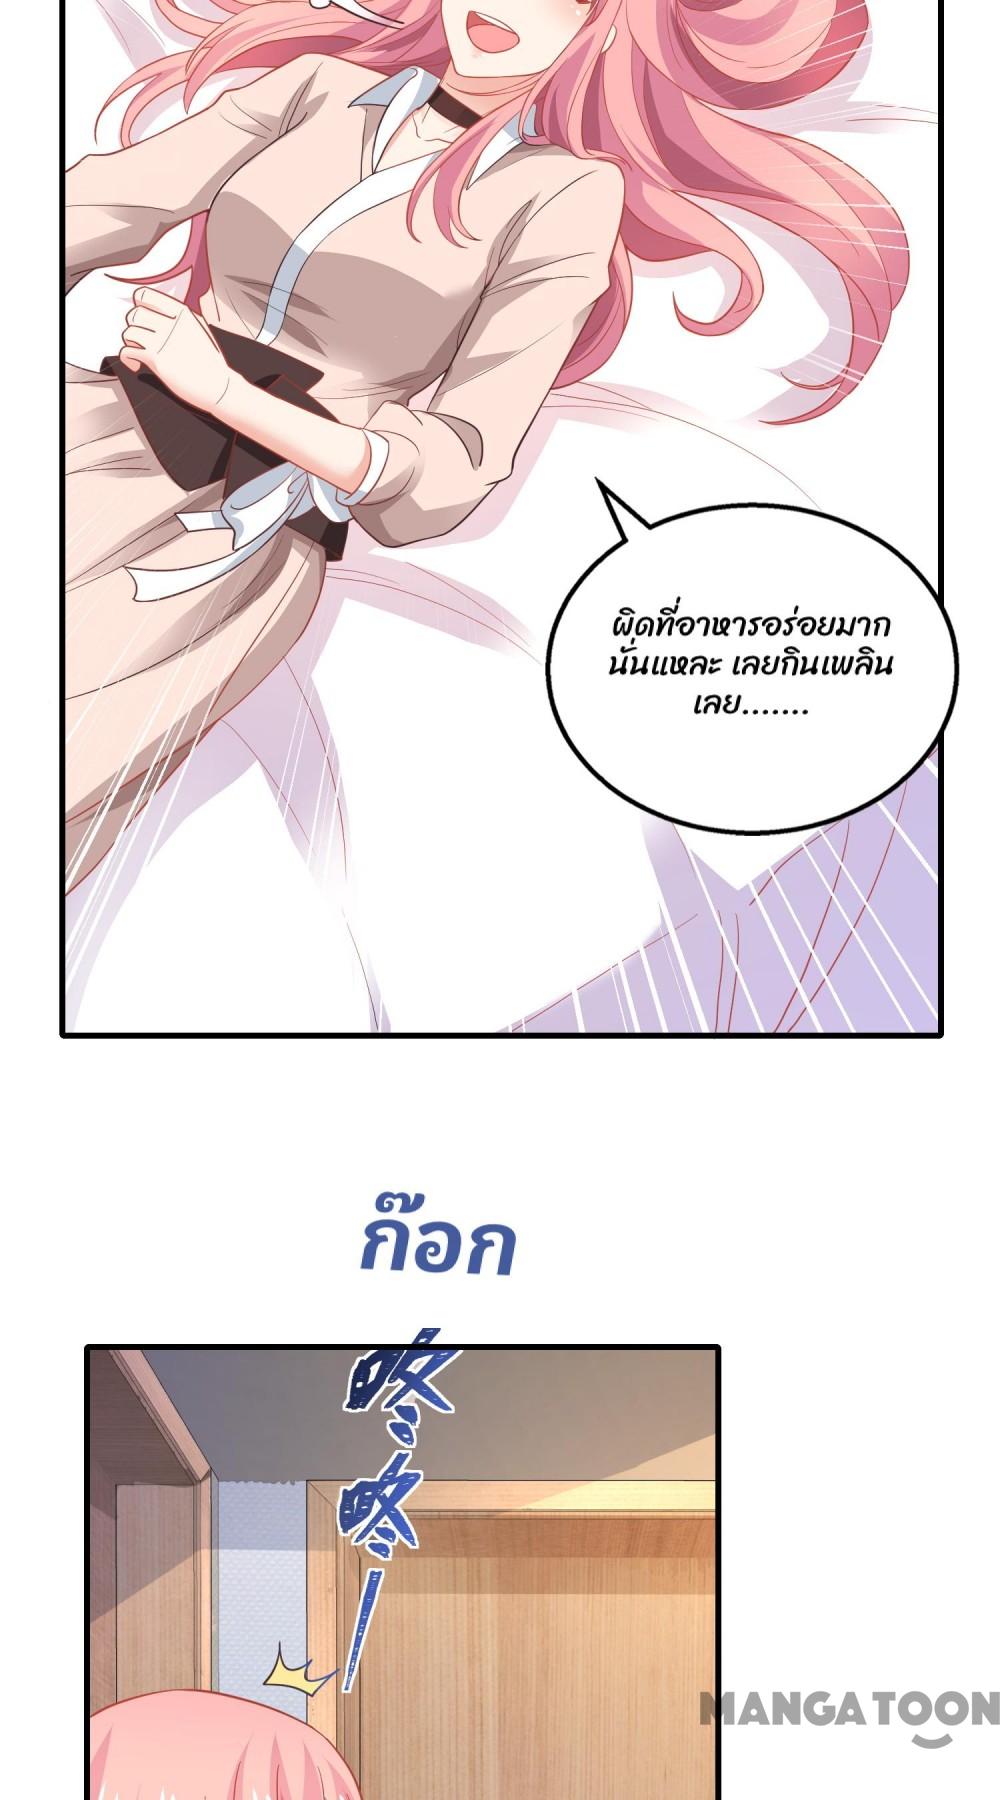 ผิดที่อาหารอร่อยมาก
นั่นแหละ เลยกินเพลิน
เลย.......
ก๊อก
咚咚
MANGATOON